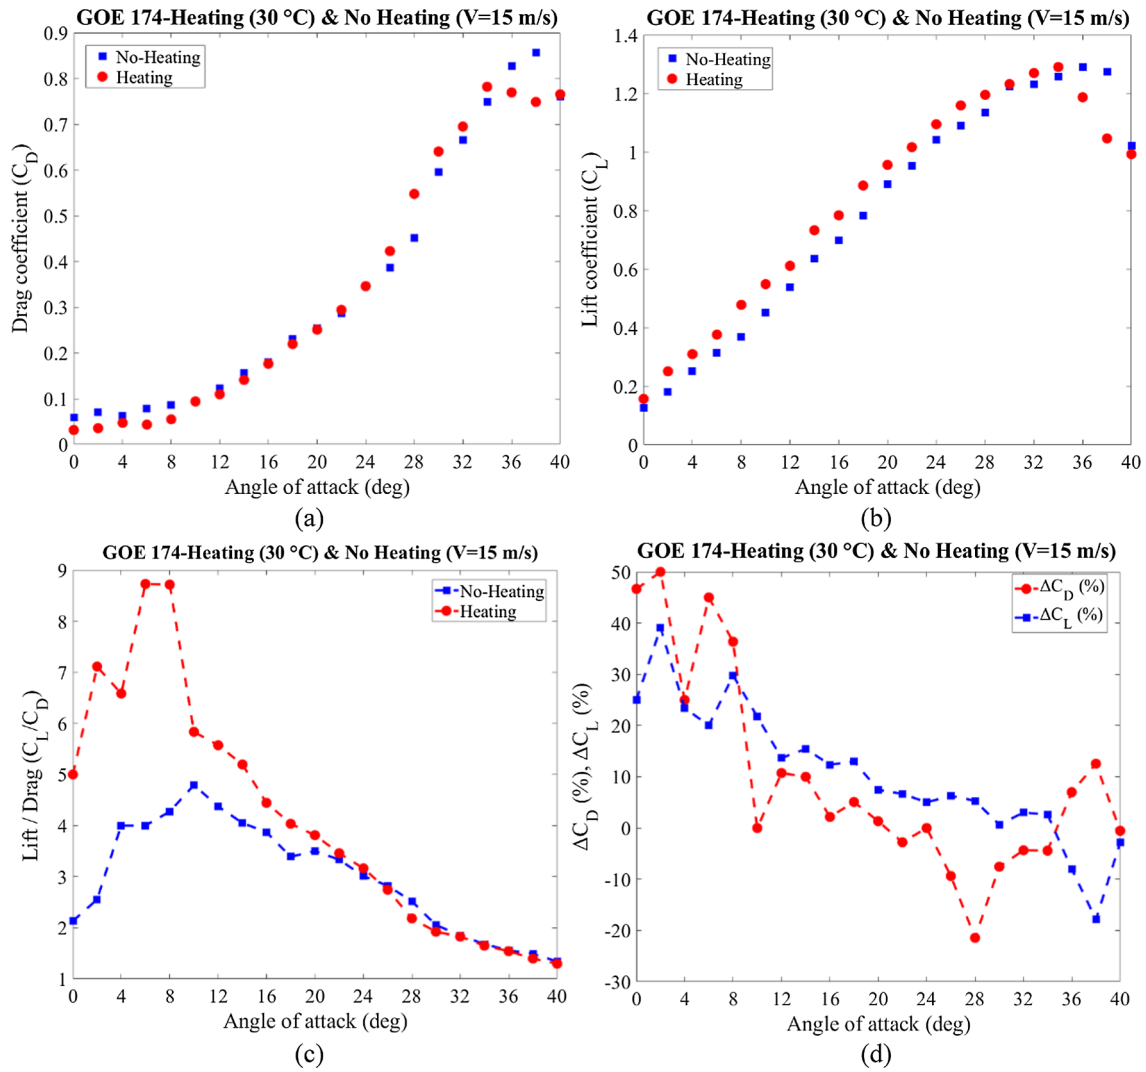 GOE 174-Heating (30 °C) & No Heating (V=15 m/s)
0.9
0.8
0.7
0.6
0.5
0.4
0.3
0.2
0.1
0
Drag coefficient (C_D)
No-Heating
Heating
0 4 8 12 16 20 24 28 32 36 40
Angle of attack (deg)
(a)
GOE 174-Heating (30 °C) & No Heating (V=15 m/s)
1.4
1.2
1
0.8
0.6
0.4
0.2
0
Lift coefficient (C_L)
No-Heating
Heating
0 4 8 12 16 20 24 28 32 36 40
Angle of attack (deg)
(b)
GOE 174-Heating (30 °C) & No Heating (V=15 m/s)
9
8
7
6
5
4
3
2
1
Lift / Drag (C_L/C_D)
No-Heating
Heating
0 4 8 12 16 20 24 28 32 36 40
Angle of attack (deg)
(c)
GOE 174-Heating (30 °C) & No Heating (V=15 m/s)
50
40
30
20
10
0
-10
-20
-30
ΔC_D (%), ΔC_L (%)
ΔC_D (%)
ΔC_L (%)
0 4 8 12 16 20 24 28 32 36 40
Angle of attack (deg)
(d)